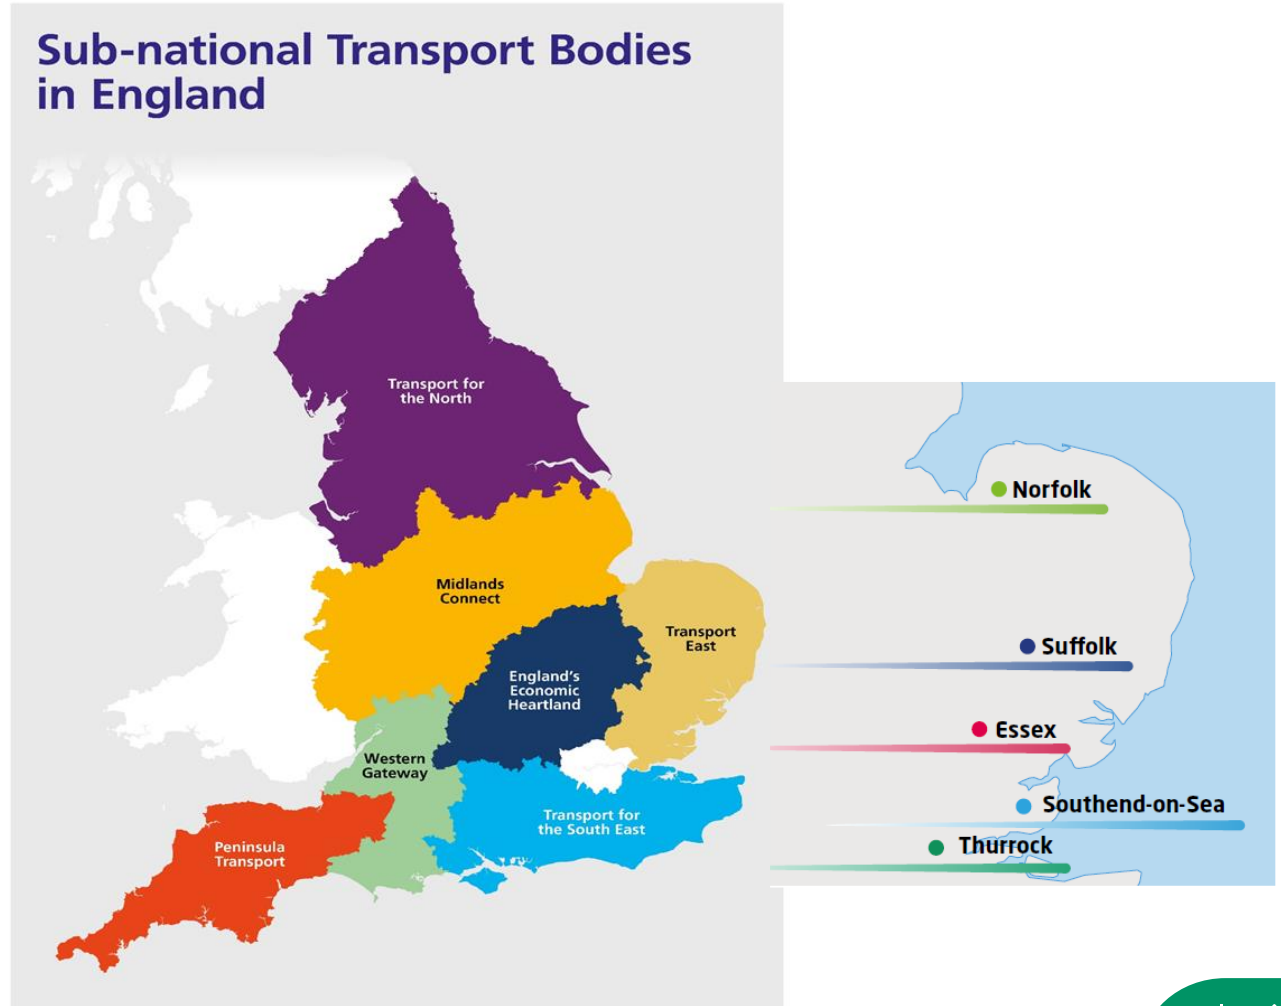 Sub-national Transport Bodies
in England
Transport for
the North
Midlands
Connect
Transport
East
England's
Economic
Heartland
Western
Gateway
Transport for
the South East
Peninsula
Transport
Norfolk
Suffolk
Essex
Southend-on-Sea
Thurrock